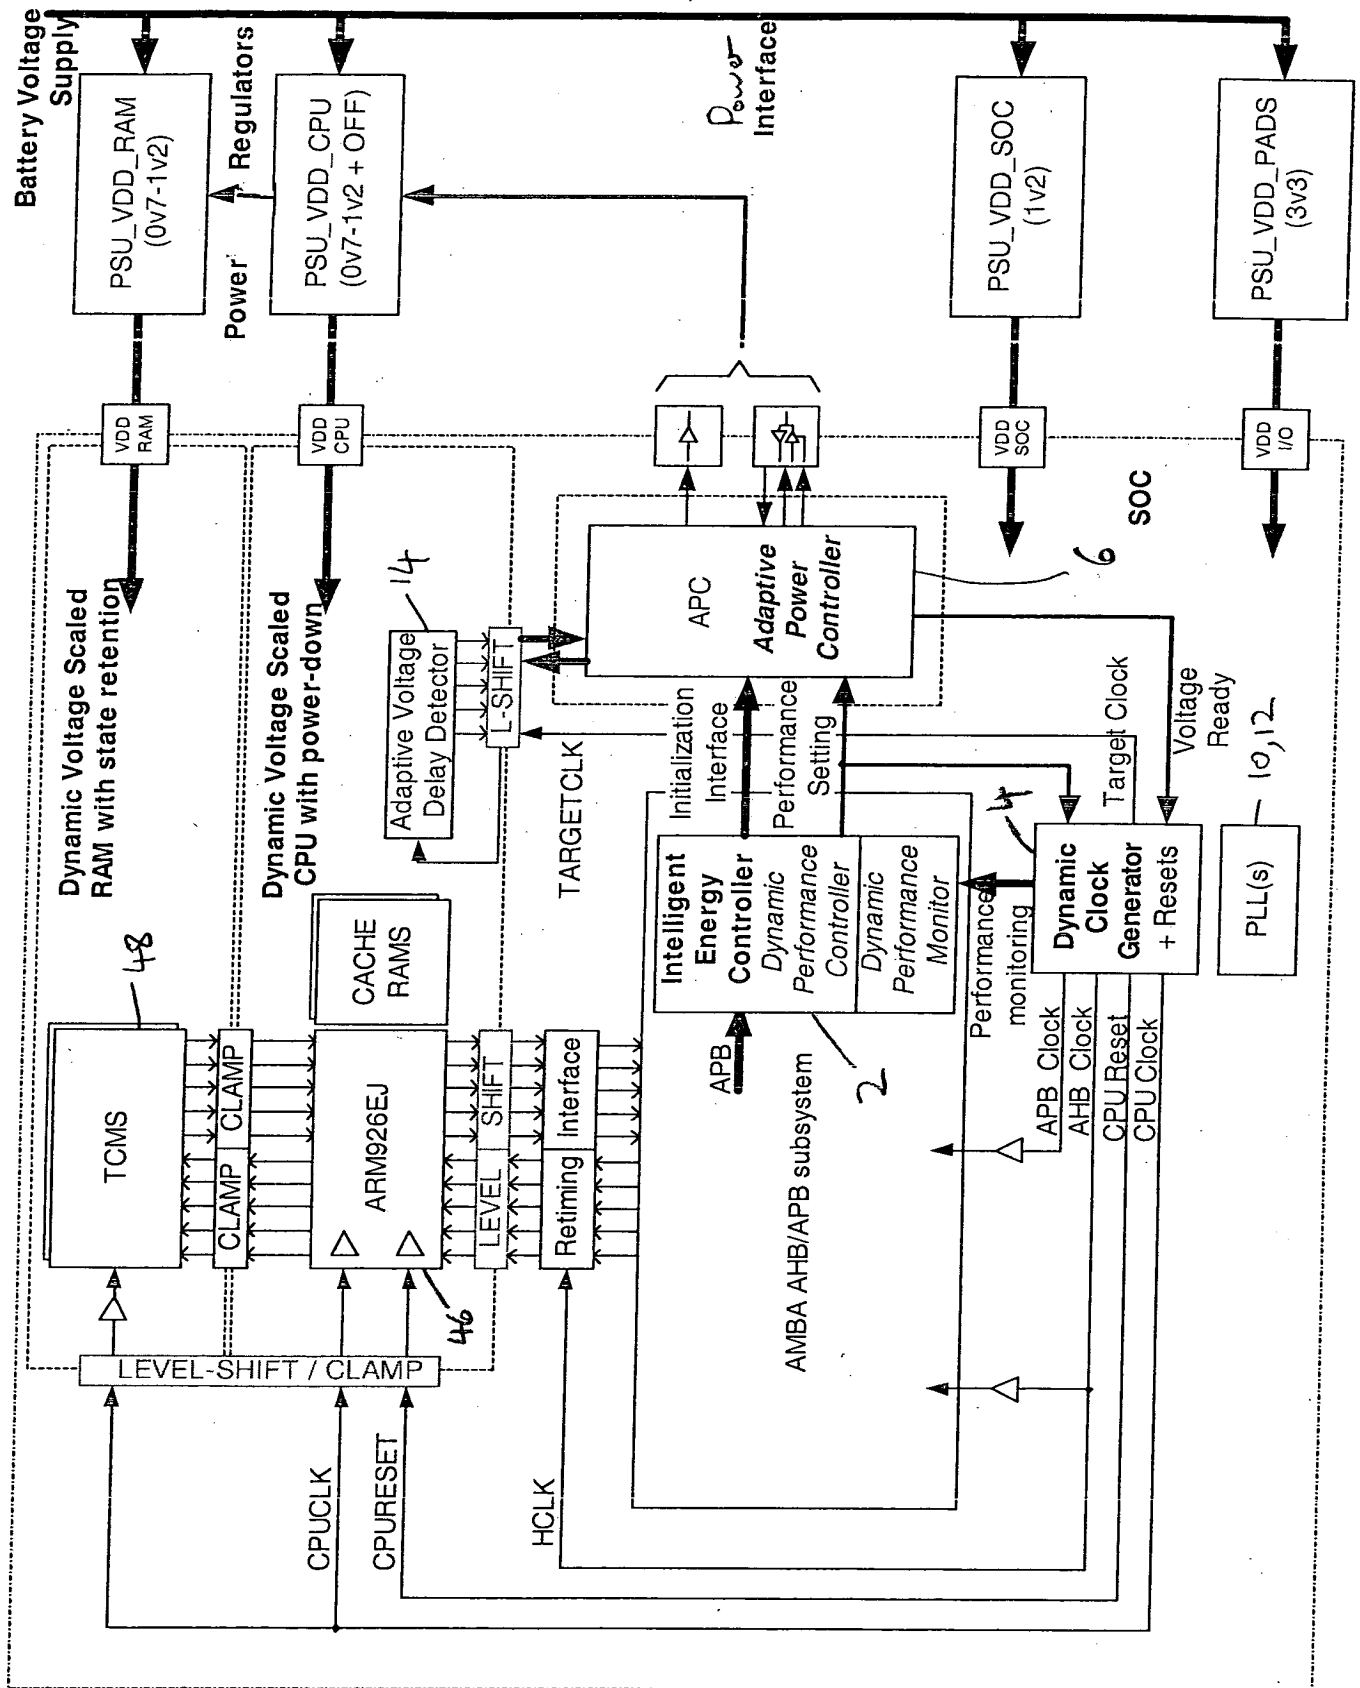 Battery Voltage
Supply
PSU_VDD_RAM
(0v7-1v2)
Power
Regulators
PSU_VDD_CPU
(0v7-1v2 + OFF)
Power
Interface
PSU_VDD_SOC
(1v2)
PSU_VDD_PADS
(3v3)
VDD
RAM
VDD
CPU
VDD
SOC
VDD
I/O
SOC
Dynamic Voltage Scaled
RAM with state retention
Dynamic Voltage Scaled
CPU with power-down
14
Adaptive Voltage
Delay Detector
L-SHIFT
APC
Adaptive
Power
Controller
6
TARGETCLK
Initialization
Interface
Performance
Setting
Target Clock
Voltage
Ready
48
TCMS
CLAMP
CLAMP
CACHE
RAMS
ARM926EJ
46
LEVEL
SHIFT
Retiming
Interface
LEVEL-SHIFT / CLAMP
APB
Intelligent
Energy
Controller
Dynamic
Performance
Controller
Dynamic
Performance
Monitor
2
AMBA AHB/APB subsystem
Performance
monitoring
4
Dynamic
Clock
Generator
+ Resets
10,12
PLL(s)
APB Clock
AHB Clock
CPU Reset
CPU Clock
CPUCLK
CPURESET
HCLK